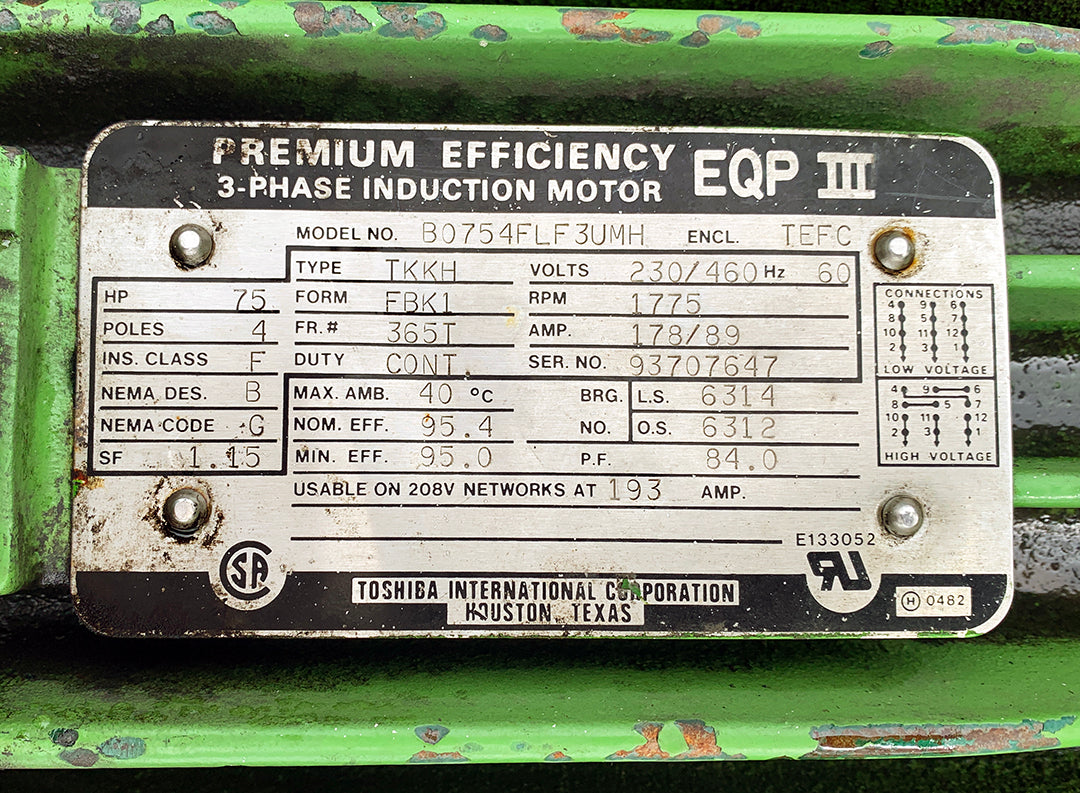 PREMIUM EFFICIENCY EQP III
3-PHASE INDUCTION MOTOR
MODEL NO. B0754FLF3UMH ENCL. TEFC
TYPE TKKH VOLTS 230/460 Hz 60
HP 75 FORM FBK1 RPM 1775
POLES 4 FR.# 365T AMP. 178/89
INS. CLASS F DUTY CONT. SER. NO. 93707647
NEMA DES. B MAX. AMB. 40 °C BRG. L.S. 6314
NEMA CODE G NOM. EFF. 95.4 NO. O.S. 6312
SF 1.15 MIN. EFF. 95.0 P.F. 84.0
USABLE ON 208V NETWORKS AT 193 AMP.
CONNECTIONS
4 9 6
8 5 7
10 11 12
2 3 1
LOW VOLTAGE
4 9 6
8 5 7
10 11 12
2 3 1
HIGH VOLTAGE
E133052
SA
RU
TOSHIBA INTERNATIONAL CORPORATION
HOUSTON, TEXAS
H 0482